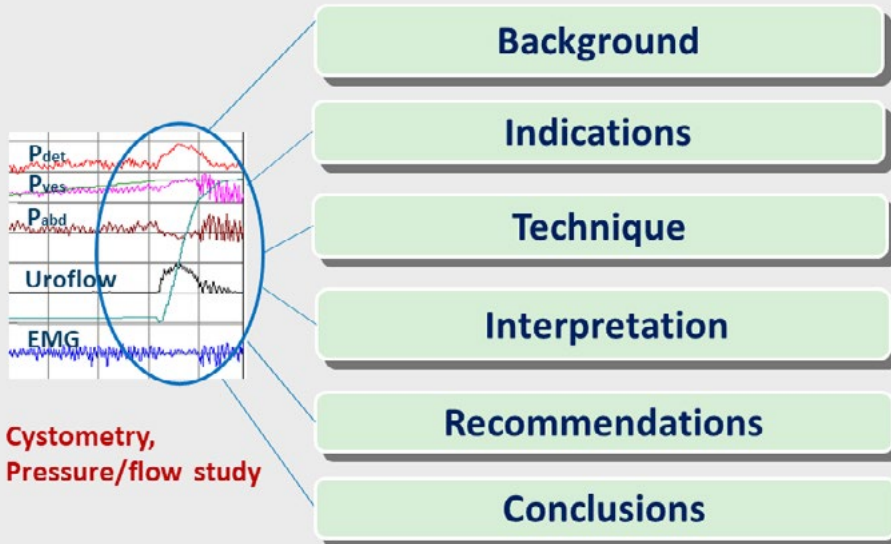 Background
Indications
Technique
Interpretation
Recommendations
Conclusions
Pdet
Pves
Pabd
Uroflow
EMG
Cystometry,
Pressure/flow study